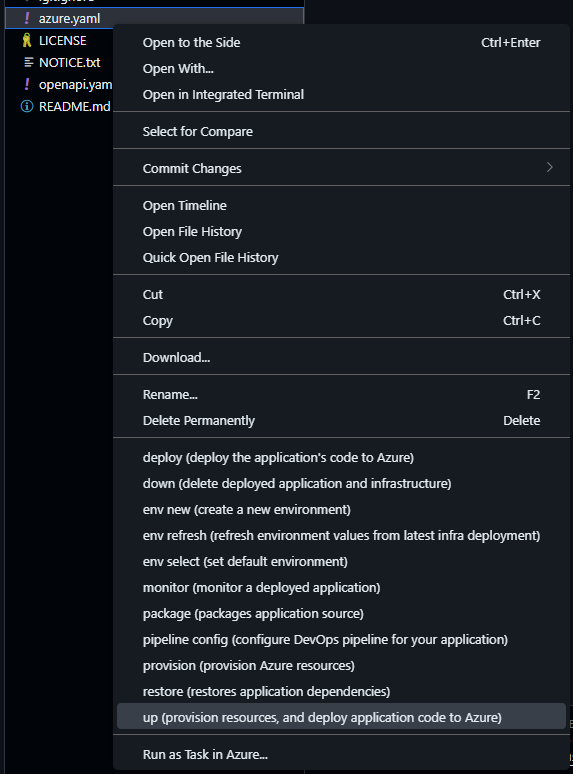 azure.yaml
LICENSE
NOTICE.txt
openapi.yam
README.md
Open to the Side Ctrl+Enter
Open With...
Open in Integrated Terminal
Select for Compare
Commit Changes
Open Timeline
Open File History
Quick Open File History
Cut Ctrl+X
Copy Ctrl+C
Download...
Rename... F2
Delete Permanently Delete
deploy (deploy the application's code to Azure)
down (delete deployed application and infrastructure)
env new (create a new environment)
env refresh (refresh environment values from latest infra deployment)
env select (set default environment)
monitor (monitor a deployed application)
package (packages application source)
pipeline config (configure DevOps pipeline for your application)
provision (provision Azure resources)
restore (restores application dependencies)
up (provision resources, and deploy application code to Azure)
Run as Task in Azure...